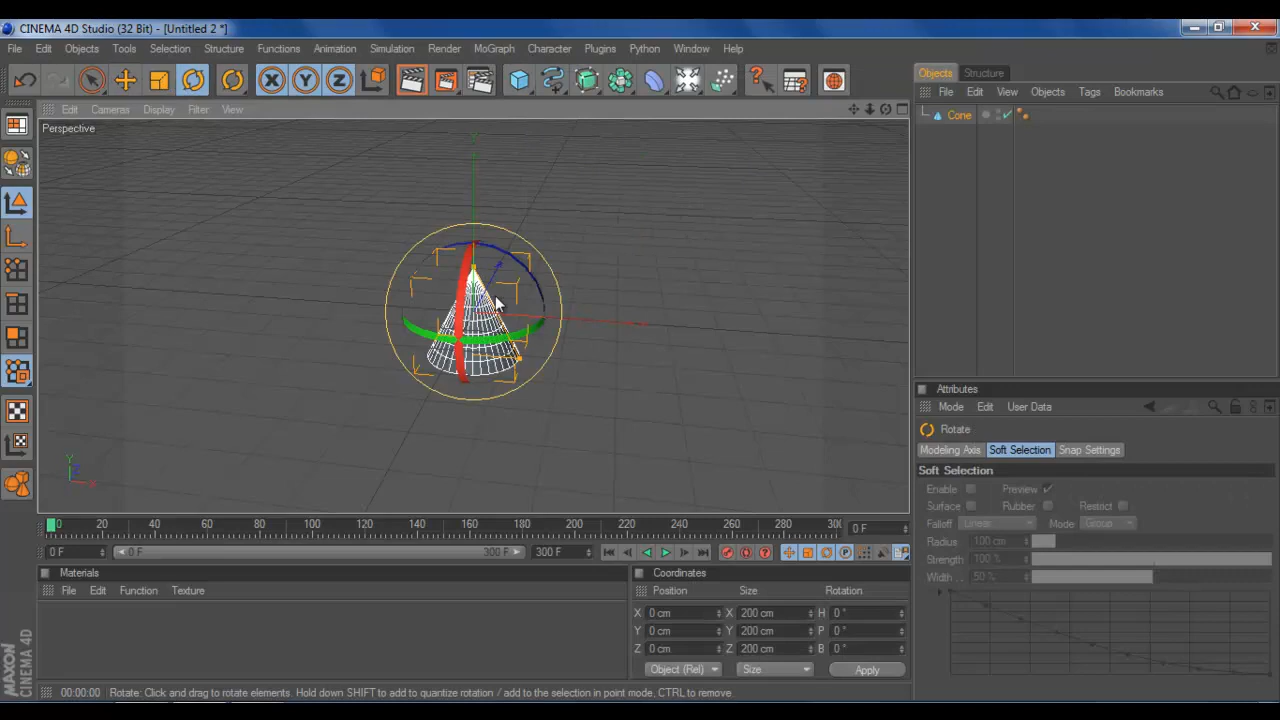 CINEMA 4D Studio (32 Bit) - [Untitled 2 *]
File Edit Objects Tools Selection Structure Functions Animation Simulation Render MoGraph Character Plugins Python Window Help
Edit Cameras Display Filter View
Perspective
Y
X
Y
Z
X
Objects Structure
File Edit View Objects Tags Bookmarks
Cone
Attributes
Mode Edit User Data
Rotate
Modeling Axis Soft Selection Snap Settings
Soft Selection
Enable Preview
Surface Rubber Restrict
Falloff Linear Mode Group
Radius 100 cm
Strength 100 %
Width . . 50 %
0 20 40 60 80 100 120 140 160 180 200 220 240 260 280 30 0 F
0 F 0 F 300 F 300 F
Materials
File Edit Function Texture
Coordinates
Position Size Rotation
X 0 cm X 200 cm H 0 °
Y 0 cm Y 200 cm P 0 °
Z 0 cm Z 200 cm B 0 °
Object (Rel) Size Apply
MAXON
CINEMA 4D
00:00:00 Rotate: Click and drag to rotate elements. Hold down SHIFT to add to quantize rotation / add to the selection in point mode, CTRL to remove.